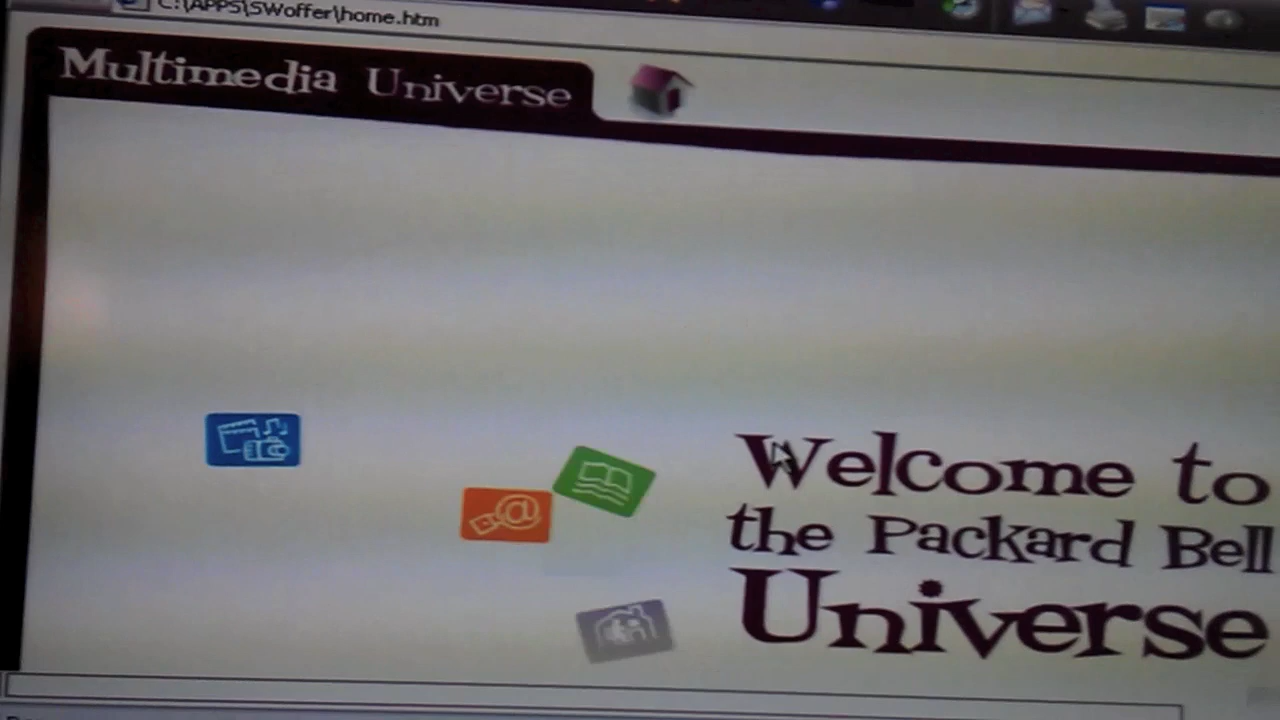 C:\APPS\SWoffer\home.htm
Multimedia Universe
Welcome to
the Packard Bell
Universe